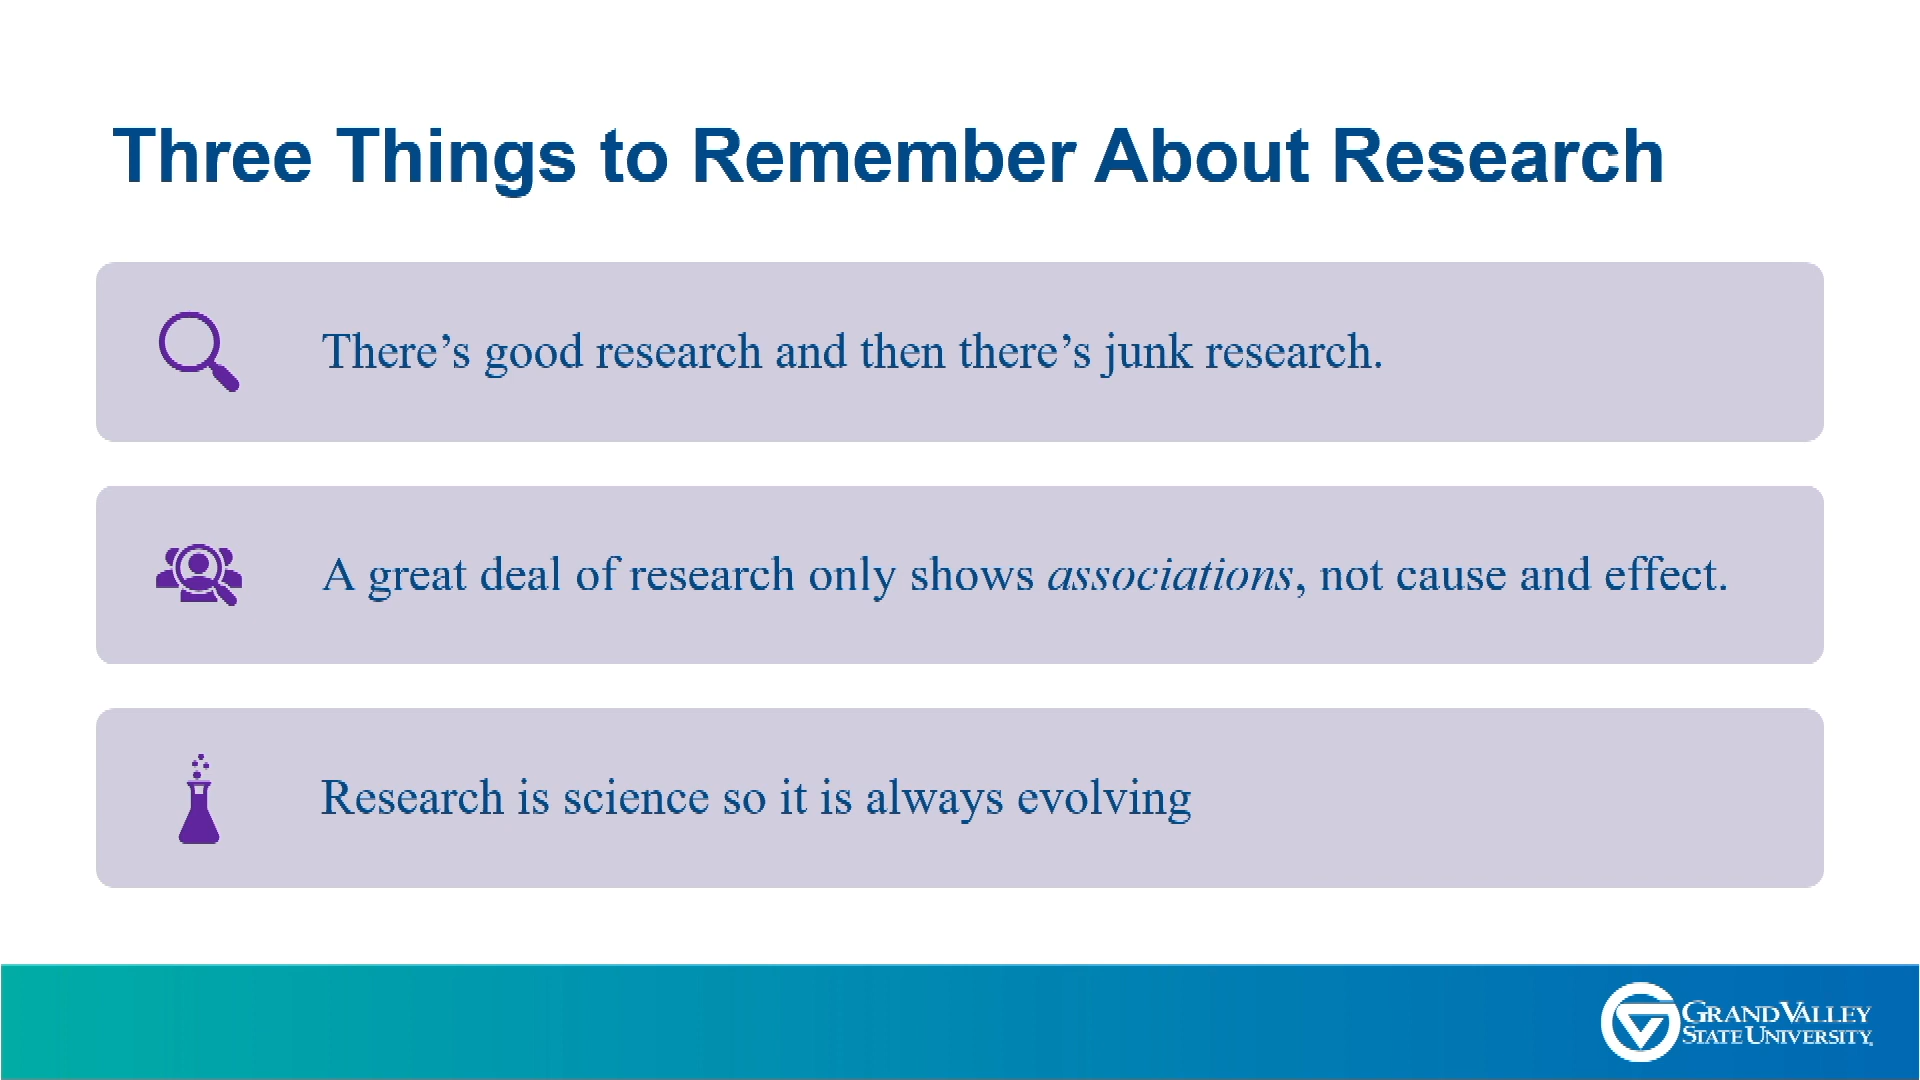 Three Things to Remember About Research
There’s good research and then there’s junk research.
A great deal of research only shows associations, not cause and effect.
Research is science so it is always evolving
GRAND VALLEY
STATE UNIVERSITY